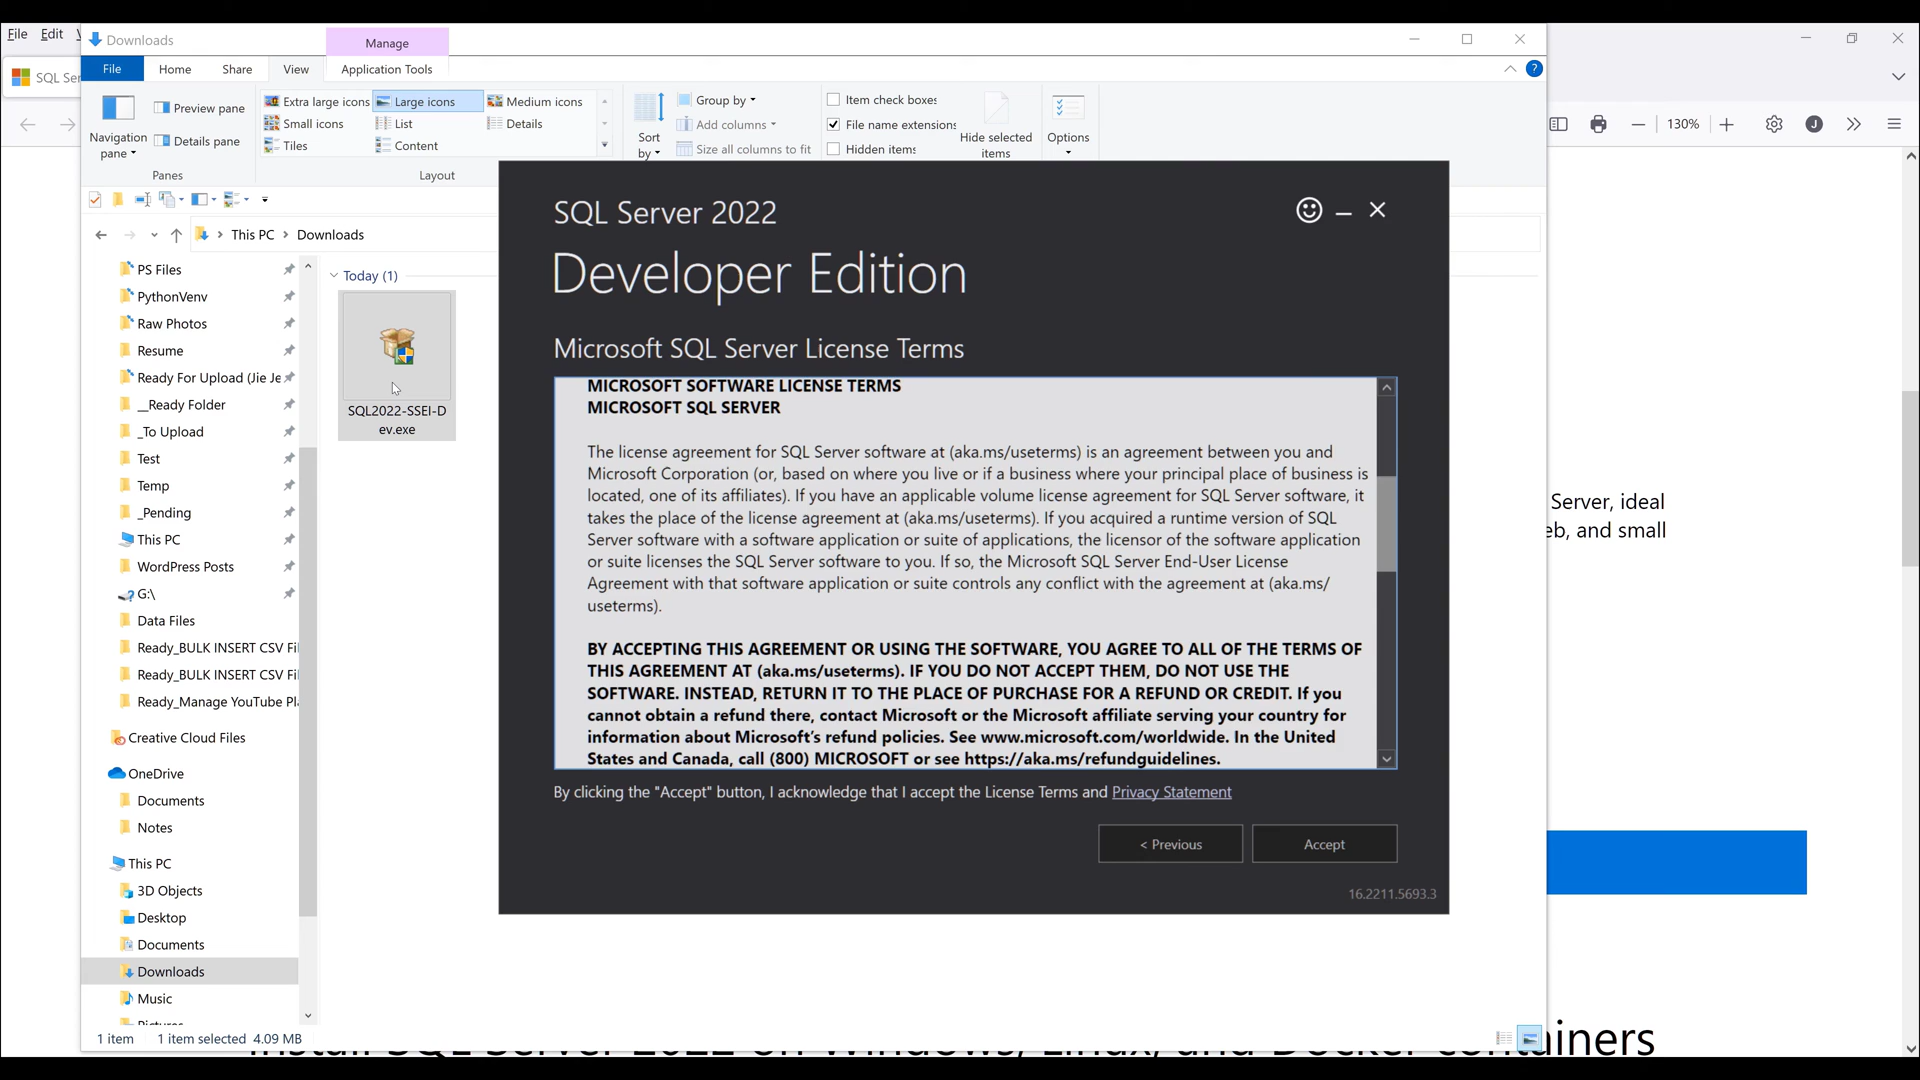 File Edit
Downloads
Manage
SQL Ser
File Home Share View Application Tools
Navigation pane
Preview pane
Details pane
Panes
Extra large icons Large icons Medium icons
Small icons List Details
Tiles Content
Layout
Sort by
Group by
Add columns
Size all columns to fit
Item check boxes
File name extensions
Hidden items
Hide selected items
Options
130%
J
This PC > Downloads
PS Files
PythonVenv
Raw Photos
Resume
Ready For Upload (Jie Je
__Ready Folder
_To Upload
Test
Temp
_Pending
This PC
WordPress Posts
G:\
Data Files
Ready_BULK INSERT CSV Fi
Ready_BULK INSERT CSV Fi
Ready_Manage YouTube Pl
Creative Cloud Files
OneDrive
Documents
Notes
This PC
3D Objects
Desktop
Documents
Downloads
Music
Pictures
Today (1)
SQL2022-SSEI-D
ev.exe
1 item 1 item selected 4.09 MB
SQL Server 2022
Developer Edition
Microsoft SQL Server License Terms
MICROSOFT SOFTWARE LICENSE TERMS
MICROSOFT SQL SERVER
The license agreement for SQL Server software at (aka.ms/useterms) is an agreement between you and
Microsoft Corporation (or, based on where you live or if a business where your principal place of business is
located, one of its affiliates). If you have an applicable volume license agreement for SQL Server software, it
takes the place of the license agreement at (aka.ms/useterms). If you acquired a runtime version of SQL
Server software with a software application or suite of applications, the licensor of the software application
or suite licenses the SQL Server software to you. If so, the Microsoft SQL Server End-User License
Agreement with that software application or suite controls any conflict with the agreement at (aka.ms/
useterms).
BY ACCEPTING THIS AGREEMENT OR USING THE SOFTWARE, YOU AGREE TO ALL OF THE TERMS OF
THIS AGREEMENT AT (aka.ms/useterms). IF YOU DO NOT ACCEPT THEM, DO NOT USE THE
SOFTWARE. INSTEAD, RETURN IT TO THE PLACE OF PURCHASE FOR A REFUND OR CREDIT. If you
cannot obtain a refund there, contact Microsoft or the Microsoft affiliate serving your country for
information about Microsoft's refund policies. See www.microsoft.com/worldwide. In the United
States and Canada, call (800) MICROSOFT or see https://aka.ms/refundguidelines.
By clicking the "Accept" button, I acknowledge that I accept the License Terms and Privacy Statement
< Previous Accept
16.2211.5693.3
Server, ideal
eb, and small
Install SQL Server 2022 on Windows, Linux, and Docker containers